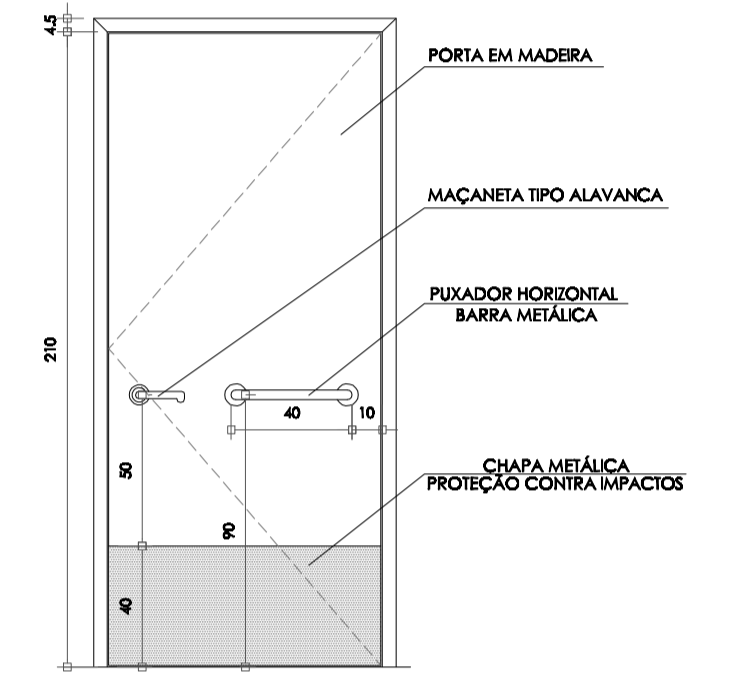 4.5
PORTA EM MADEIRA
MAÇANETA TIPO ALAVANCA
PUXADOR HORIZONTAL
BARRA METÁLICA
210
40
10
50
CHAPA METÁLICA
PROTEÇÃO CONTRA IMPACTOS
90
40